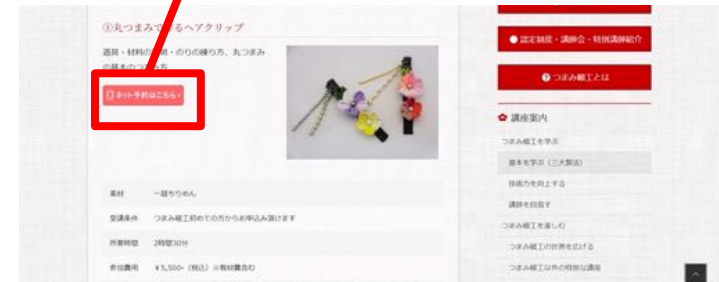 ①丸つまみで作るヘアクリップ
道具・材料の説明・のりの練り方、丸つまみ
の基本のつまみ方
ネット予約はこちら
素材 一越ちりめん
受講条件 つまみ細工初めての方からお申込み頂けます
所要時間 2時間30分
参加費用 ￥5,500-（税込）※教材費含む
認定制度・講師会・特別講師紹介
つまみ細工とは
講座案内
つまみ細工を学ぶ
基本を学ぶ（三大製法）
技術力を向上する
講師を目指す
つまみ細工を楽しむ
つまみ細工の世界を広げる
つまみ細工以外の特別な講座